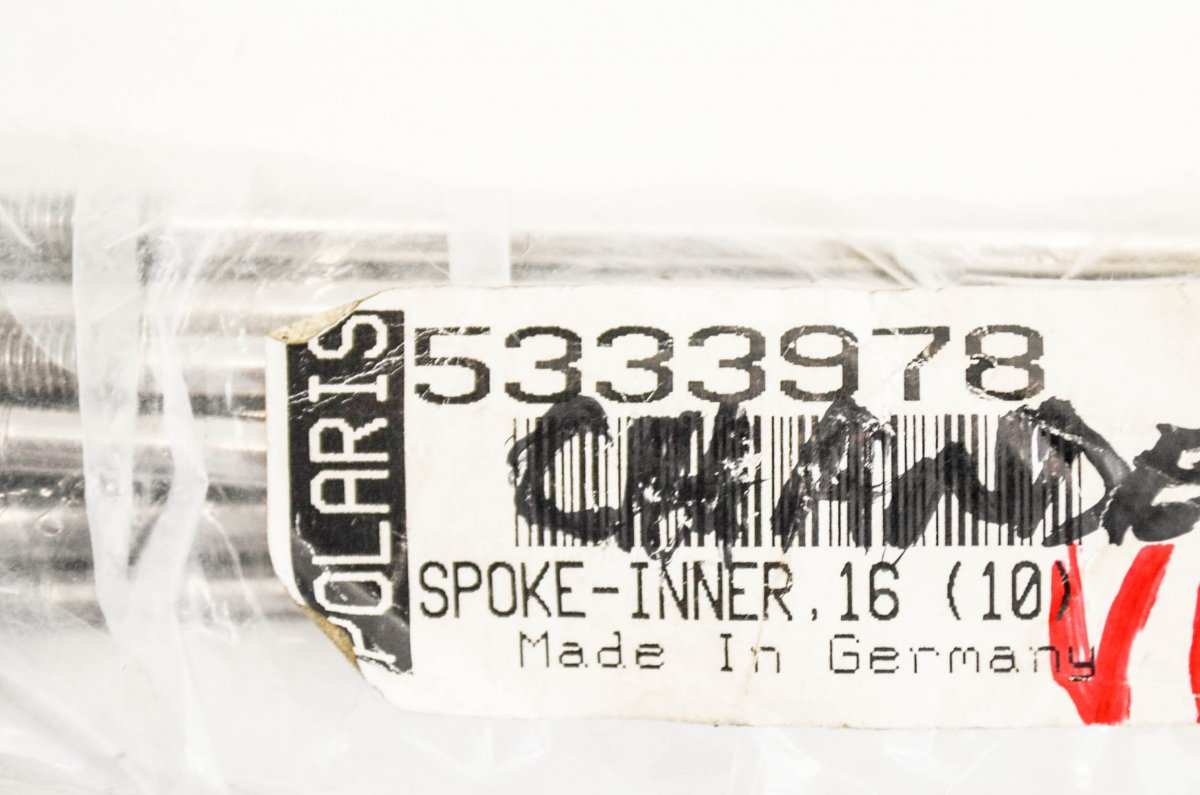 POLARIS
5333978
SPOKE-INNER,16 (10)
Made In Germany